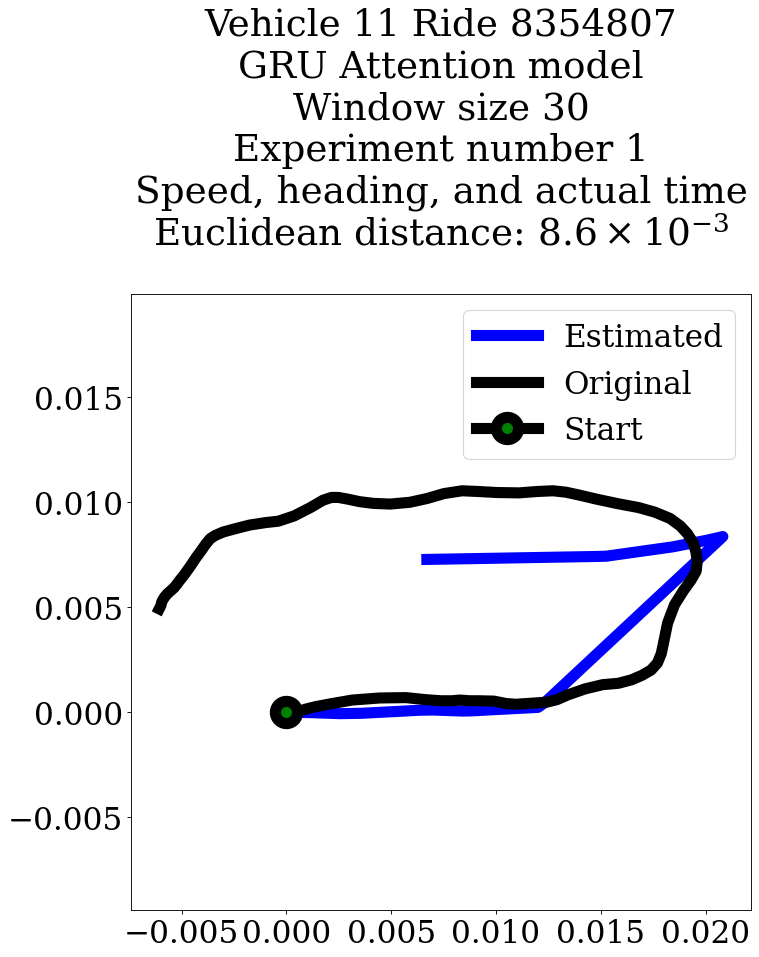 Vehicle 11 Ride 8354807
GRU Attention model
Window size 30
Experiment number 1
Speed, heading, and actual time
Euclidean distance: 8.6 × 10⁻³
Estimated
Original
Start
0.015
0.010
0.005
0.000
−0.005
−0.005 0.000 0.005 0.010 0.015 0.020